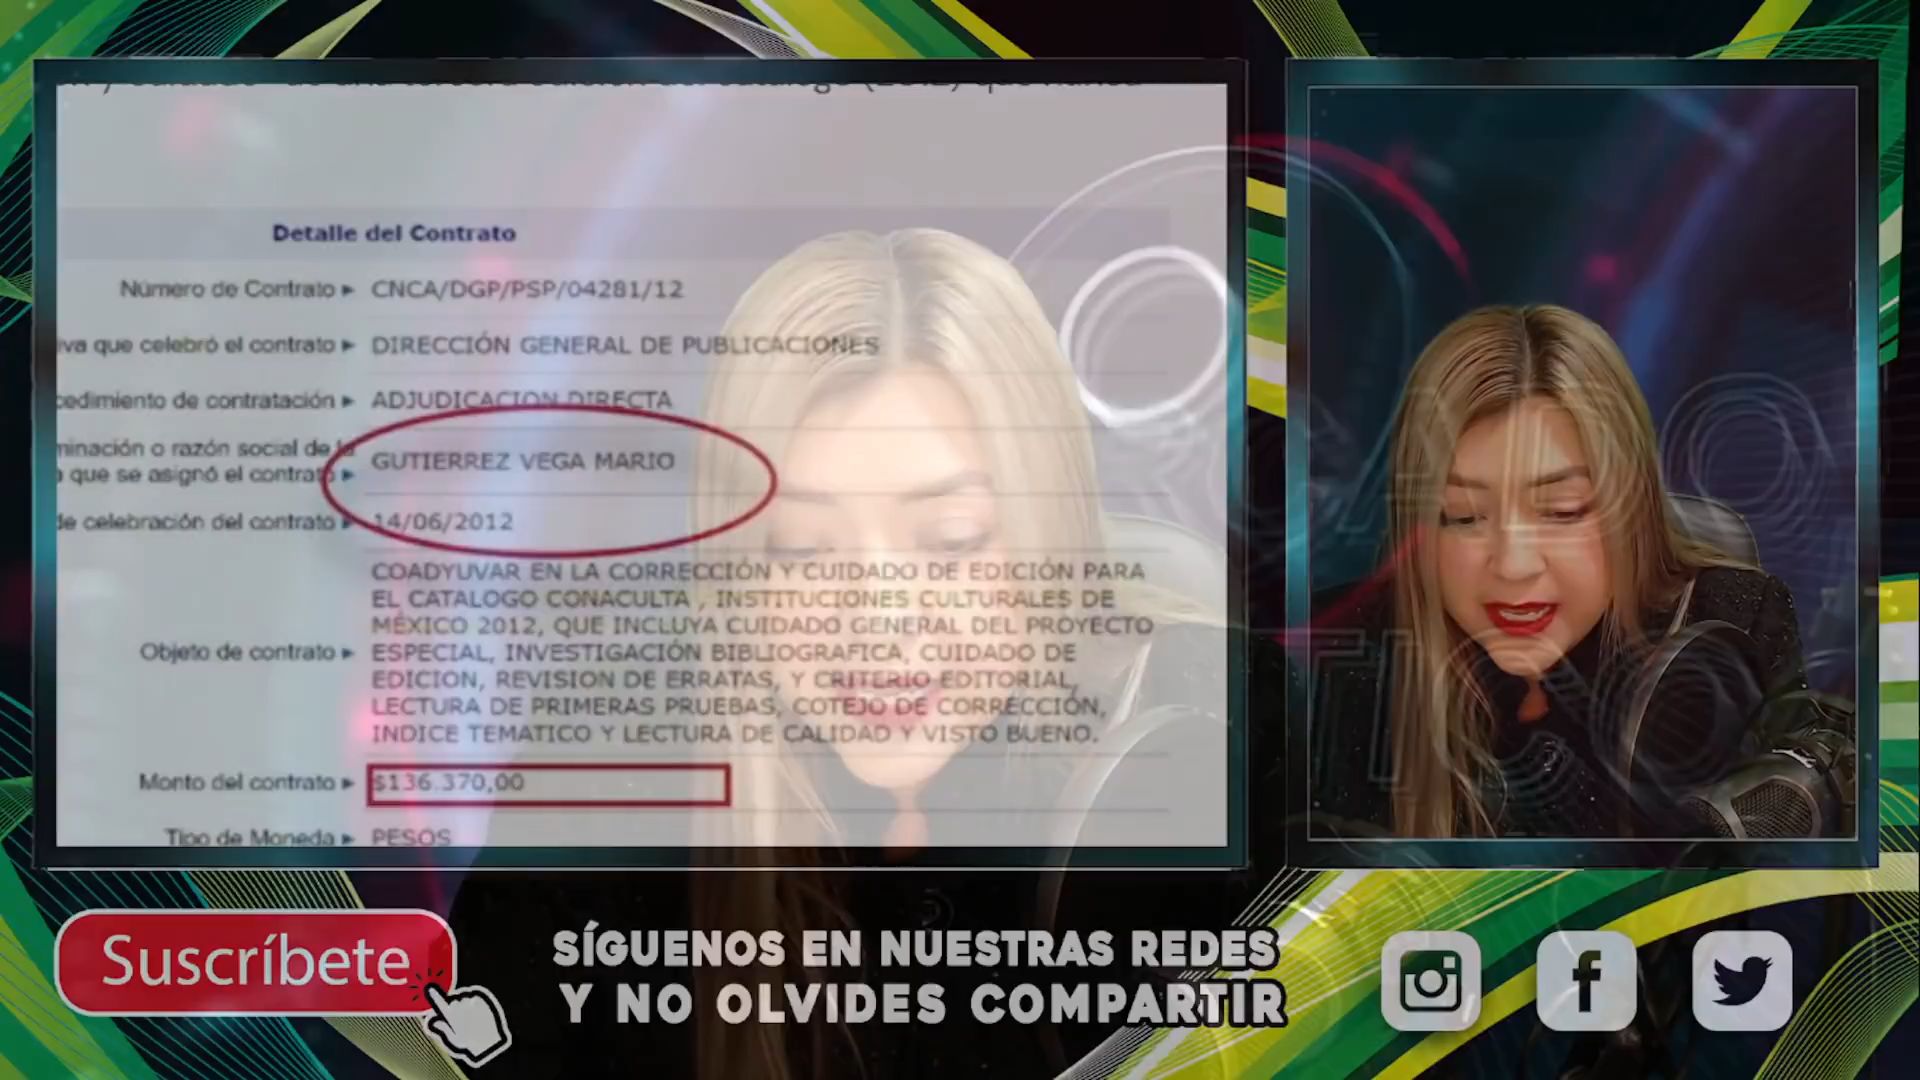 Detalle del Contrato
Número de Contrato ► CNCA/DGP/PSP/04281/12
iva que celebró el contrato ► DIRECCIÓN GENERAL DE PUBLICACIONES
cedimiento de contratación ► ADJUDICACION DIRECTA
minación o razón social de la
a que se asignó el contrato ► GUTIERREZ VEGA MARIO
de celebración del contrato ► 14/06/2012
Objeto de contrato ► COADYUVAR EN LA CORRECCIÓN Y CUIDADO DE EDICIÓN PARA
EL CATALOGO CONACULTA , INSTITUCIONES CULTURALES DE
MÉXICO 2012, QUE INCLUYA CUIDADO GENERAL DEL PROYECTO
ESPECIAL, INVESTIGACIÓN BIBLIOGRAFICA, CUIDADO DE
EDICION, REVISION DE ERRATAS, Y CRITERIO EDITORIAL,
LECTURA DE PRIMERAS PRUEBAS, COTEJO DE CORRECCIÓN,
INDICE TEMATICO Y LECTURA DE CALIDAD Y VISTO BUENO.
Monto del contrato ► $136.370,00
Tipo de Moneda ► PESOS
Suscríbete
SÍGUENOS EN NUESTRAS REDES
Y NO OLVIDES COMPARTIR